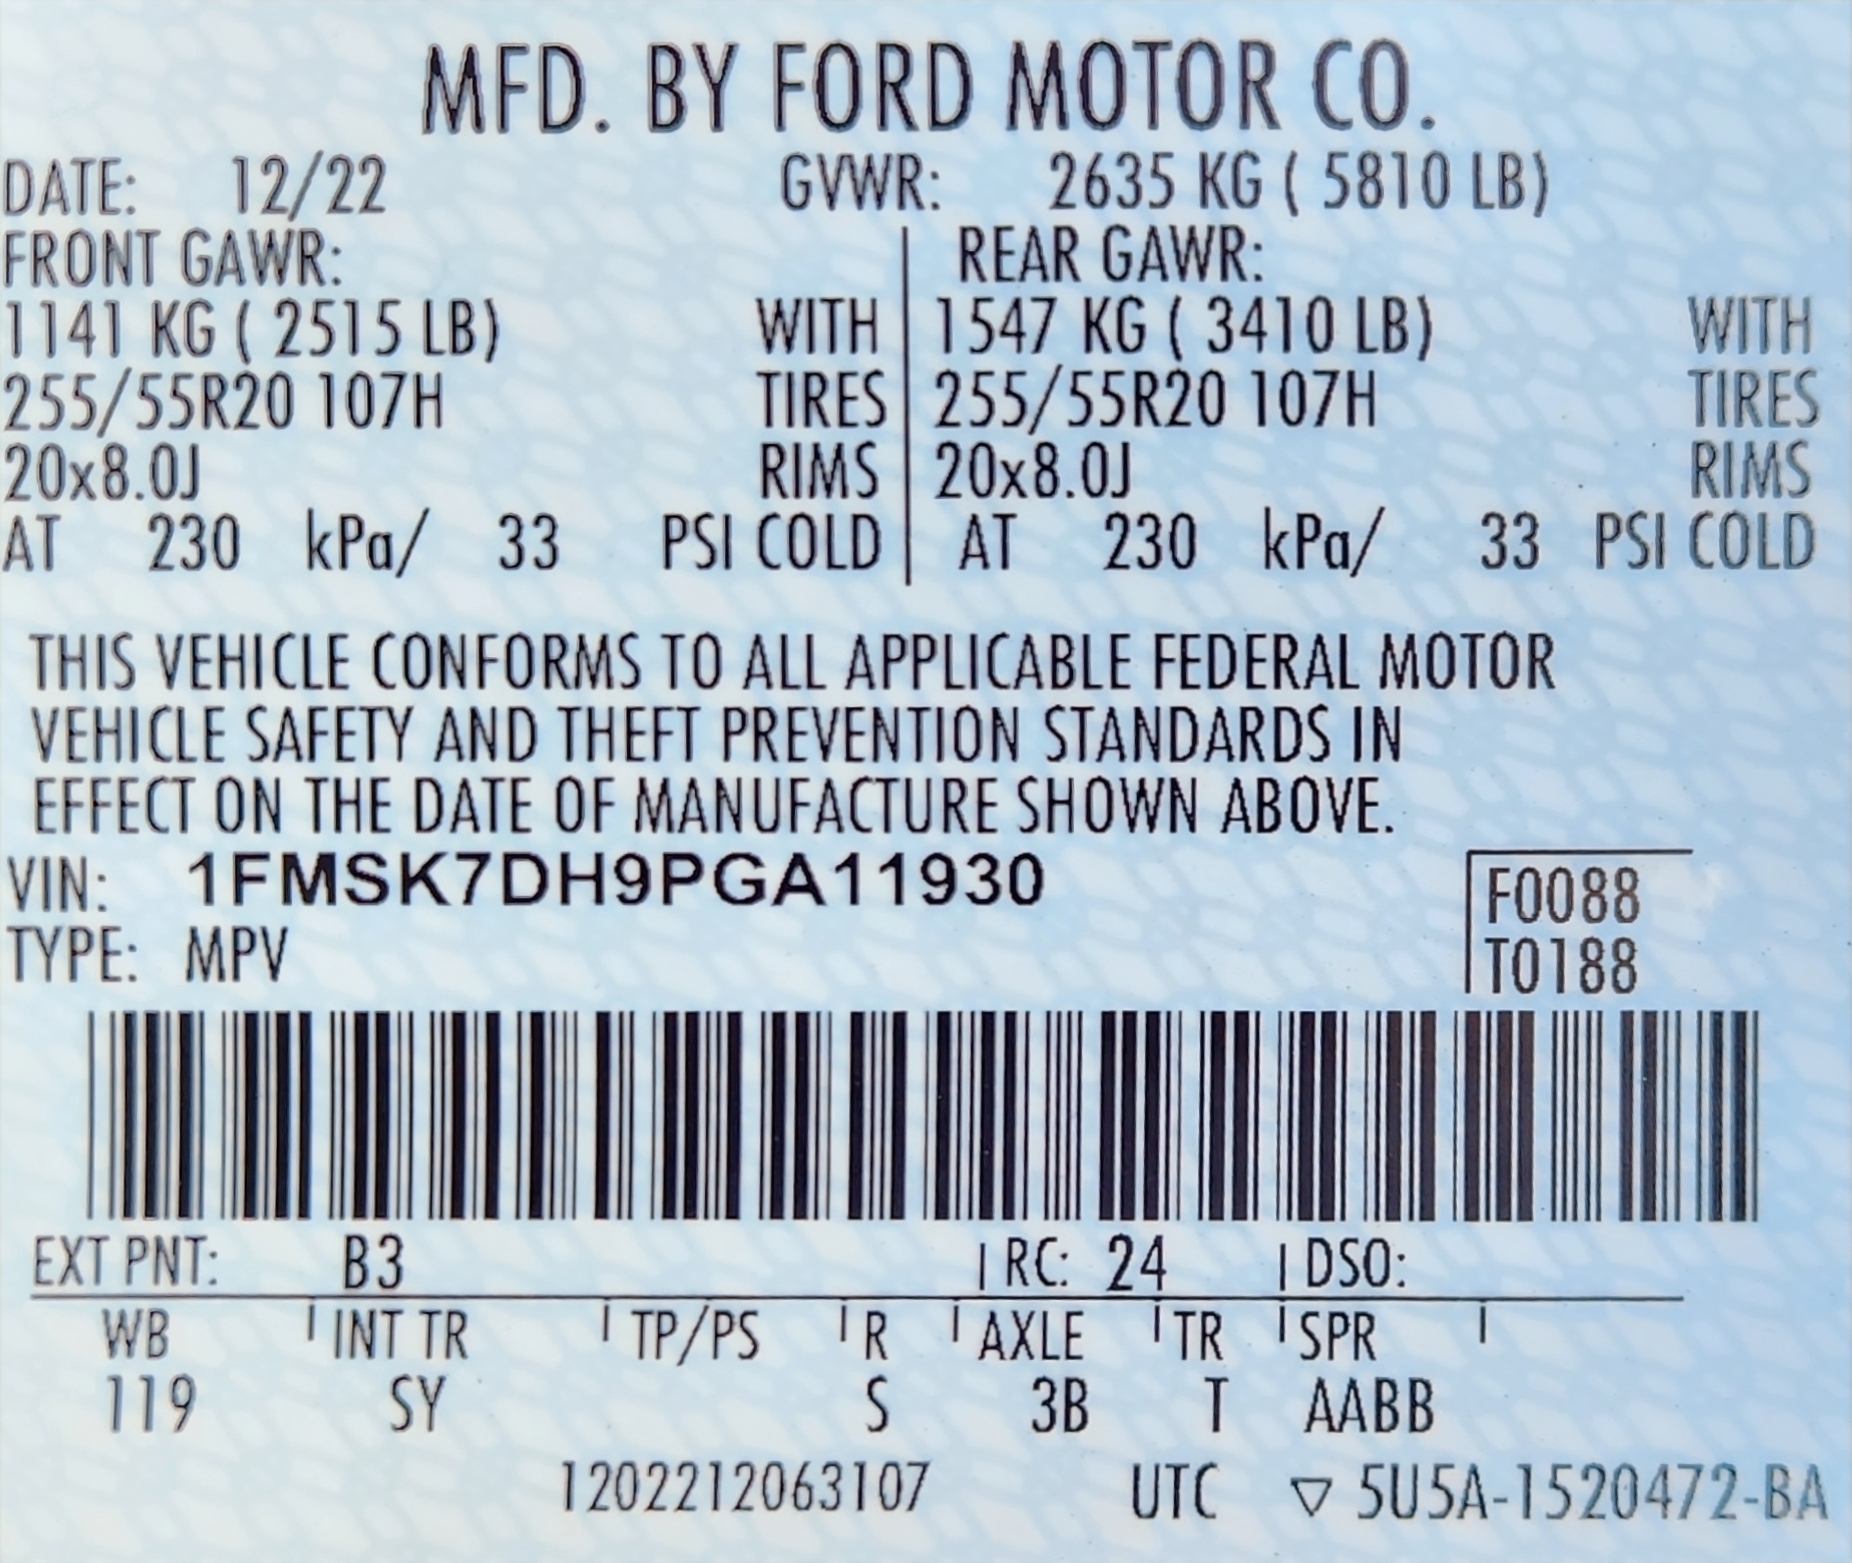 MFD. BY FORD MOTOR CO.
DATE: 12/22 GVWR: 2635 KG ( 5810 LB)
FRONT GAWR: REAR GAWR:
1141 KG ( 2515 LB) WITH 1547 KG ( 3410 LB) WITH
255/55R20 107H TIRES 255/55R20 107H TIRES
20x8.0J RIMS 20x8.0J RIMS
AT 230 kPa/ 33 PSI COLD AT 230 kPa/ 33 PSI COLD
THIS VEHICLE CONFORMS TO ALL APPLICABLE FEDERAL MOTOR
VEHICLE SAFETY AND THEFT PREVENTION STANDARDS IN
EFFECT ON THE DATE OF MANUFACTURE SHOWN ABOVE.
VIN: 1FMSK7DH9PGA11930 F0088
TYPE: MPV T0188
EXT PNT: B3 RC: 24 DSO:
WB INT TR TP/PS R AXLE TR SPR
119 SY S 3B T AABB
1202212063107 UTC ▽ 5U5A-1520472-BA